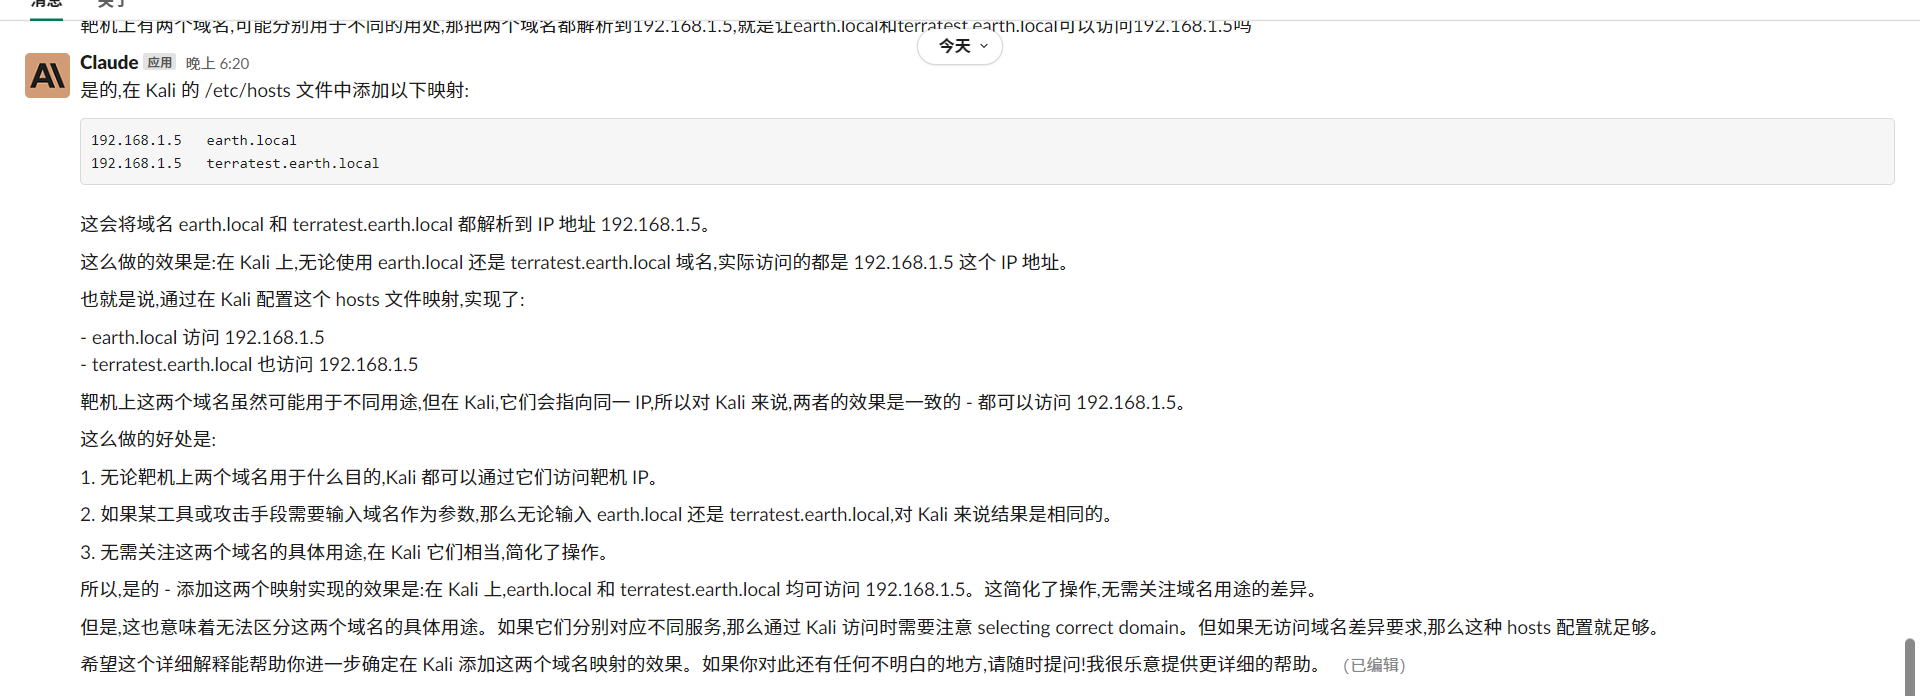 消息 关于
靶机上有两个域名,可能分别用于不同的用处,那把两个域名都解析到192.168.1.5,就是让earth.local和terratest.earth.local可以访问192.168.1.5吗
今天
Claude 应用 晚上 6:20
是的,在 Kali 的 /etc/hosts 文件中添加以下映射:
192.168.1.5   earth.local
192.168.1.5   terratest.earth.local
这会将域名 earth.local 和 terratest.earth.local 都解析到 IP 地址 192.168.1.5。
这么做的效果是:在 Kali 上,无论使用 earth.local 还是 terratest.earth.local 域名,实际访问的都是 192.168.1.5 这个 IP 地址。
也就是说,通过在 Kali 配置这个 hosts 文件映射,实现了:
- earth.local 访问 192.168.1.5
- terratest.earth.local 也访问 192.168.1.5
靶机上这两个域名虽然可能用于不同用途,但在 Kali,它们会指向同一 IP,所以对 Kali 来说,两者的效果是一致的 - 都可以访问 192.168.1.5。
这么做的好处是:
1. 无论靶机上两个域名用于什么目的,Kali 都可以通过它们访问靶机 IP。
2. 如果某工具或攻击手段需要输入域名作为参数,那么无论输入 earth.local 还是 terratest.earth.local,对 Kali 来说结果是相同的。
3. 无需关注这两个域名的具体用途,在 Kali 它们相当,简化了操作。
所以,是的 - 添加这两个映射实现的效果是:在 Kali 上,earth.local 和 terratest.earth.local 均可访问 192.168.1.5。这简化了操作,无需关注域名用途的差异。
但是,这也意味着无法区分这两个域名的具体用途。如果它们分别对应不同服务,那么通过 Kali 访问时需要注意 selecting correct domain。但如果无访问域名差异要求,那么这种 hosts 配置就足够。
希望这个详细解释能帮助你进一步确定在 Kali 添加这两个域名映射的效果。如果你对此还有任何不明白的地方,请随时提问!我很乐意提供更详细的帮助。 (已编辑)